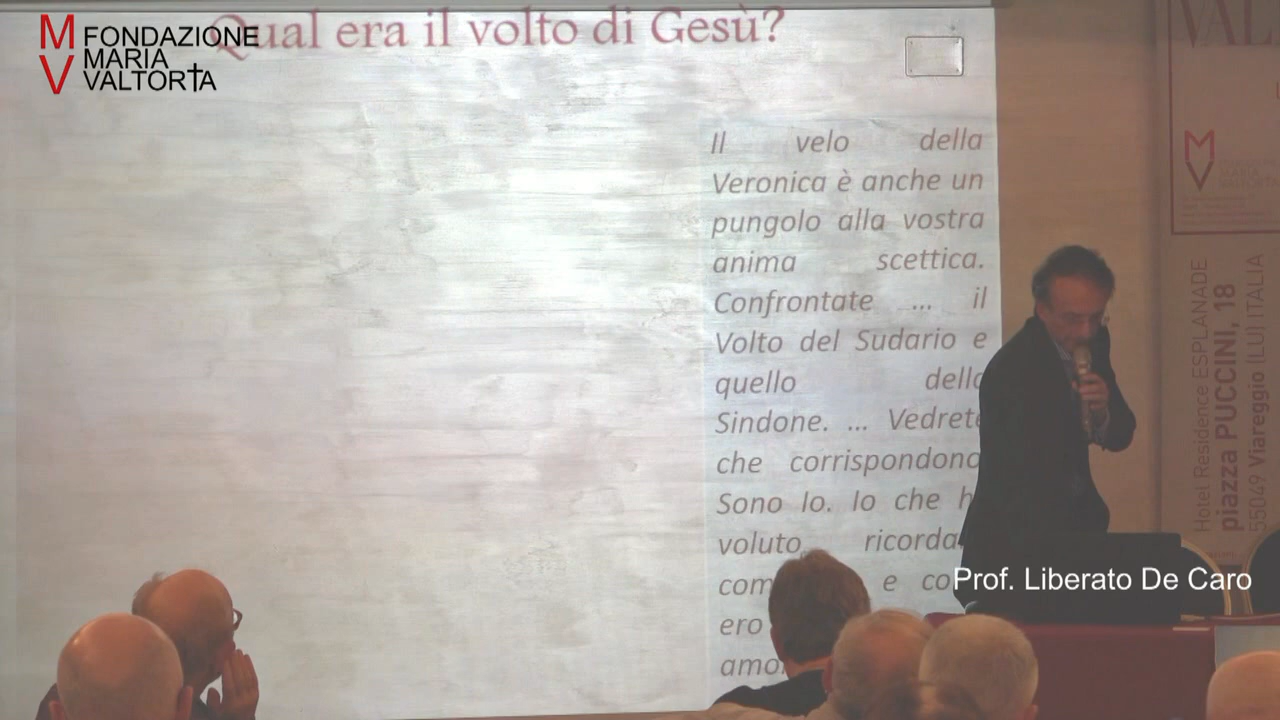 Qual era il volto di Gesù?
FONDAZIONE
MARIA
VALTORTA
Il velo della
Veronica è anche un
pungolo alla vostra
anima scettica.
Confrontate ... il
Volto del Sudario e
quello della
Sindone. ... Vedrete
che corrispondono
Sono Io. Io che
voluto
e
ero
Prof. Liberato De Caro
Hotel Residence ESPLANADE
piazza PUCCINI, 18
55049 Viareggio (LU) ITALIA